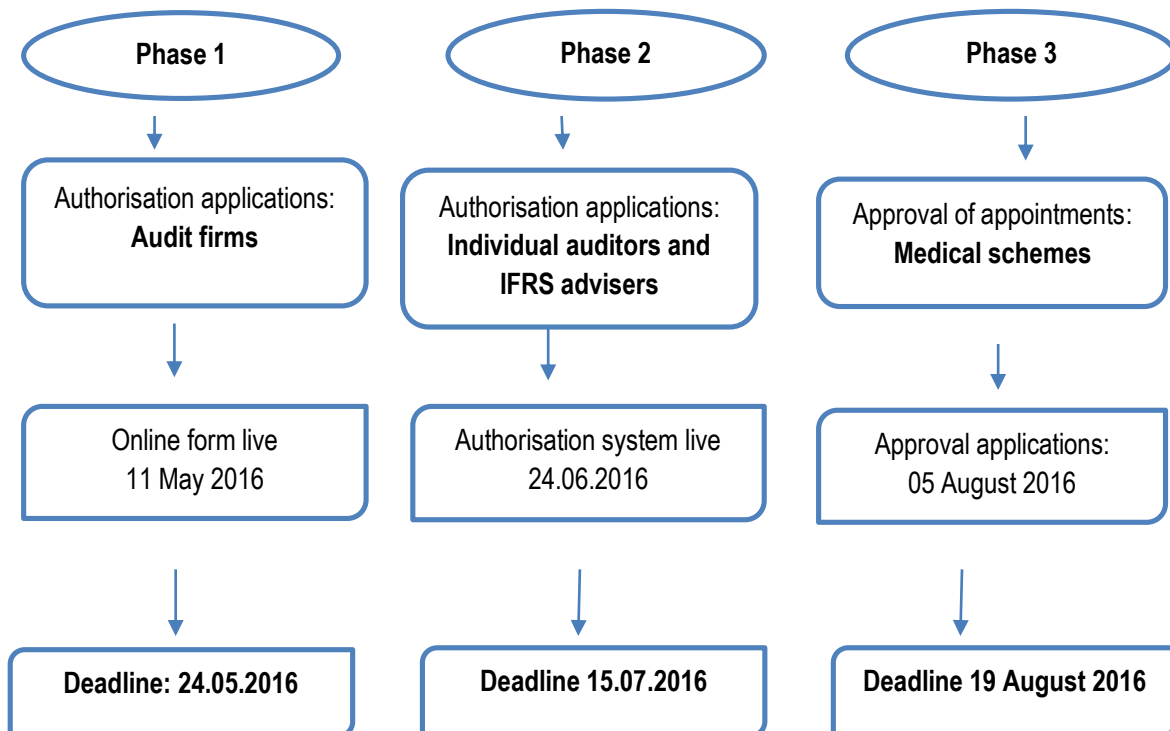 Phase 1
Authorisation applications:
Audit firms
Online form live
11 May 2016
Deadline: 24.05.2016
Phase 2
Authorisation applications:
Individual auditors and
IFRS advisers
Authorisation system live
24.06.2016
Deadline 15.07.2016
Phase 3
Approval of appointments:
Medical schemes
Approval applications:
05 August 2016
Deadline 19 August 2016